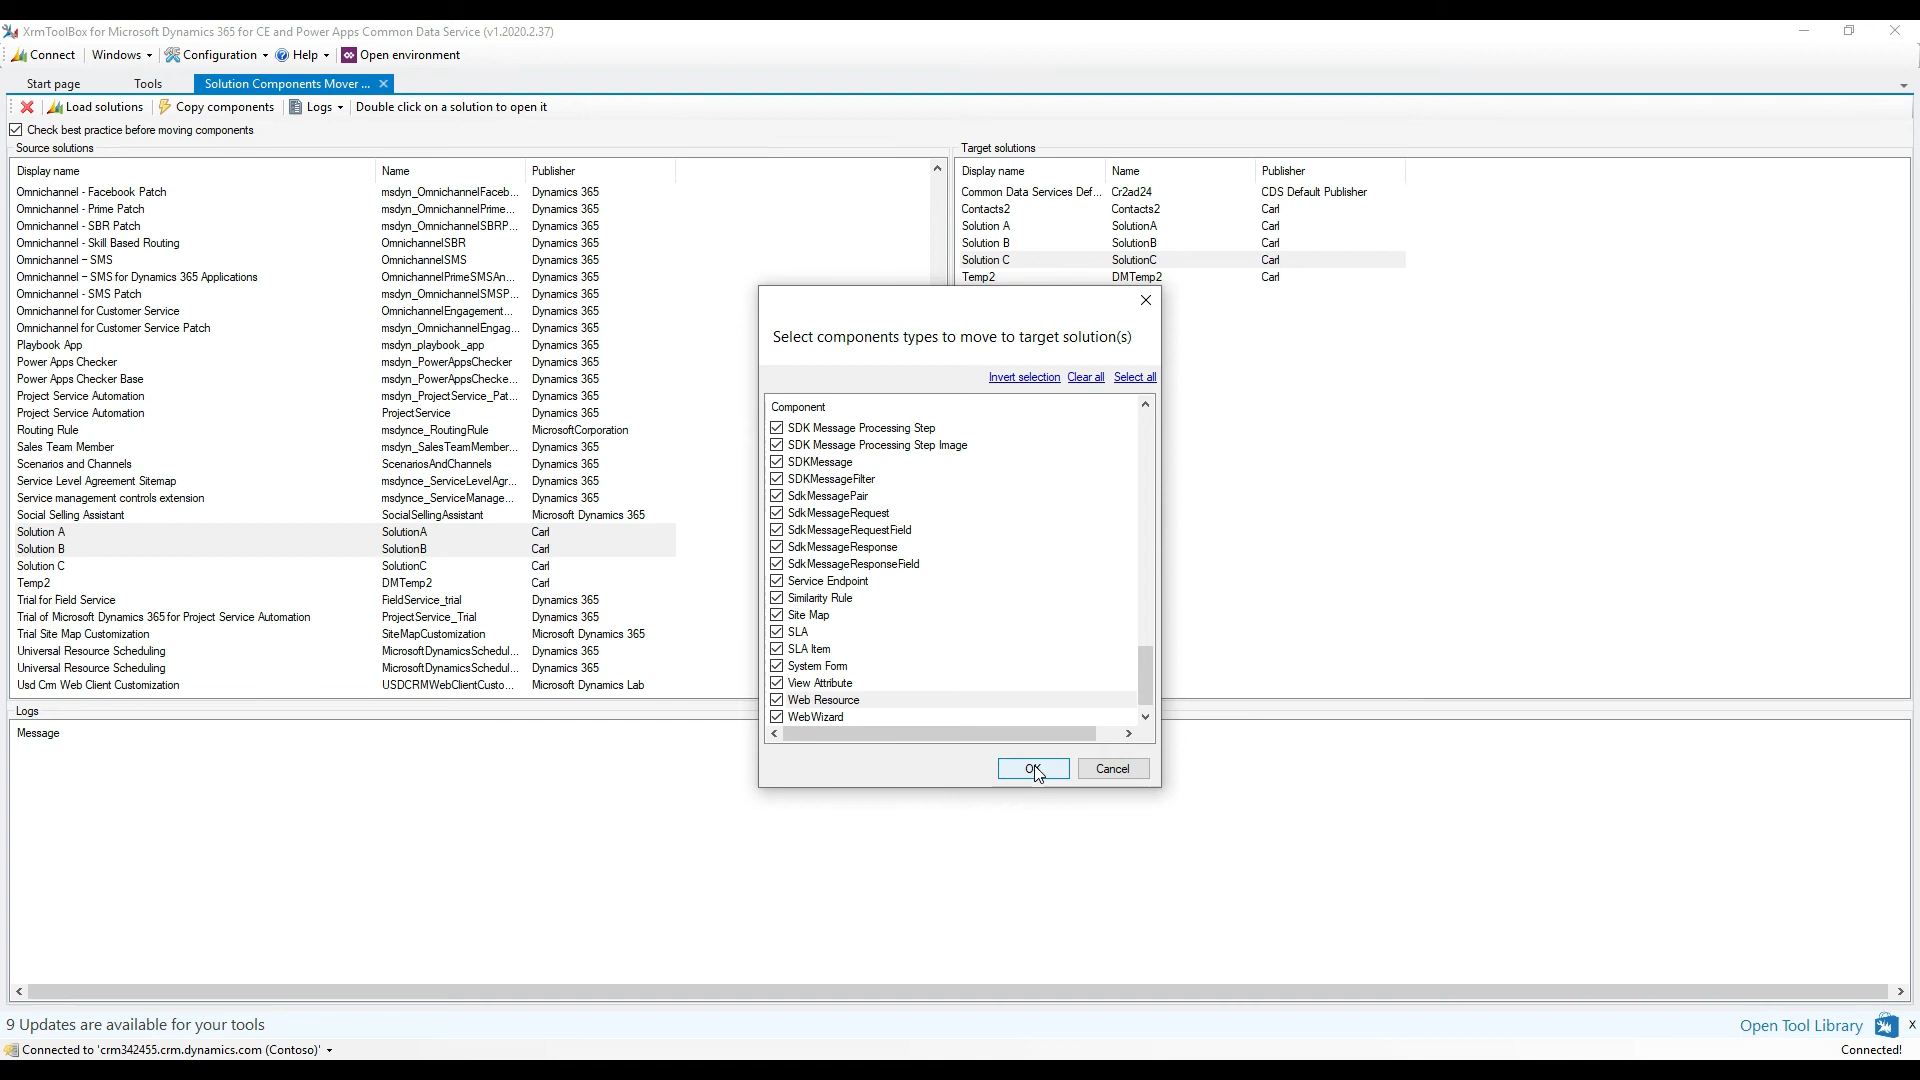 XrmToolBox for Microsoft Dynamics 365 for CE and Power Apps Common Data Service (v1.2020.2.37)
Connect Windows Configuration Help Open environment
Start page Tools Solution Components Mover ...
Load solutions Copy components Logs Double click on a solution to open it
Check best practice before moving components
Source solutions
Display name Name Publisher
Omnichannel - Facebook Patch msdyn_OmnichannelFaceb... Dynamics 365
Omnichannel - Prime Patch msdyn_OmnichannelPrime... Dynamics 365
Omnichannel - SBR Patch msdyn_OmnichannelSBRP... Dynamics 365
Omnichannel - Skill Based Routing OmnichannelSBR Dynamics 365
Omnichannel – SMS OmnichannelSMS Dynamics 365
Omnichannel – SMS for Dynamics 365 Applications OmnichannelPrimeSMSAn... Dynamics 365
Omnichannel - SMS Patch msdyn_OmnichannelSMSP... Dynamics 365
Omnichannel for Customer Service OmnichannelEngagement... Dynamics 365
Omnichannel for Customer Service Patch msdyn_OmnichannelEngag... Dynamics 365
Playbook App msdyn_playbook_app Dynamics 365
Power Apps Checker msdyn_PowerAppsChecker Dynamics 365
Power Apps Checker Base msdyn_PowerAppsChecke... Dynamics 365
Project Service Automation msdyn_ProjectService_Pat... Dynamics 365
Project Service Automation ProjectService Dynamics 365
Routing Rule msdynce_RoutingRule MicrosoftCorporation
Sales Team Member msdyn_SalesTeamMember... Dynamics 365
Scenarios and Channels ScenariosAndChannels Dynamics 365
Service Level Agreement Sitemap msdynce_ServiceLevelAgr... Dynamics 365
Service management controls extension msdynce_ServiceManage... Dynamics 365
Social Selling Assistant SocialSellingAssistant Microsoft Dynamics 365
Solution A SolutionA Carl
Solution B SolutionB Carl
Solution C SolutionC Carl
Temp2 DMTemp2 Carl
Trial for Field Service FieldService_trial Dynamics 365
Trial of Microsoft Dynamics 365 for Project Service Automation ProjectService_Trial Dynamics 365
Trial Site Map Customization SiteMapCustomization Microsoft Dynamics 365
Universal Resource Scheduling MicrosoftDynamicsSchedul... Dynamics 365
Universal Resource Scheduling MicrosoftDynamicsSchedul... Dynamics 365
Usd Crm Web Client Customization USDCRMWebClientCusto... Microsoft Dynamics Lab
Target solutions
Display name Name Publisher
Common Data Services Def... Cr2ad24 CDS Default Publisher
Contacts2 Contacts2 Carl
Solution A SolutionA Carl
Solution B SolutionB Carl
Solution C SolutionC Carl
Temp2 DMTemp2 Carl
Select components types to move to target solution(s)
Invert selection Clear all Select all
Component
SDK Message Processing Step
SDK Message Processing Step Image
SDKMessage
SDKMessageFilter
SdkMessagePair
SdkMessageRequest
SdkMessageRequestField
SdkMessageResponse
SdkMessageResponseField
Service Endpoint
Similarity Rule
Site Map
SLA
SLA Item
System Form
View Attribute
Web Resource
WebWizard
OK Cancel
Logs
Message
9 Updates are available for your tools
Open Tool Library X
Connected to 'crm342455.crm.dynamics.com (Contoso)'
Connected!